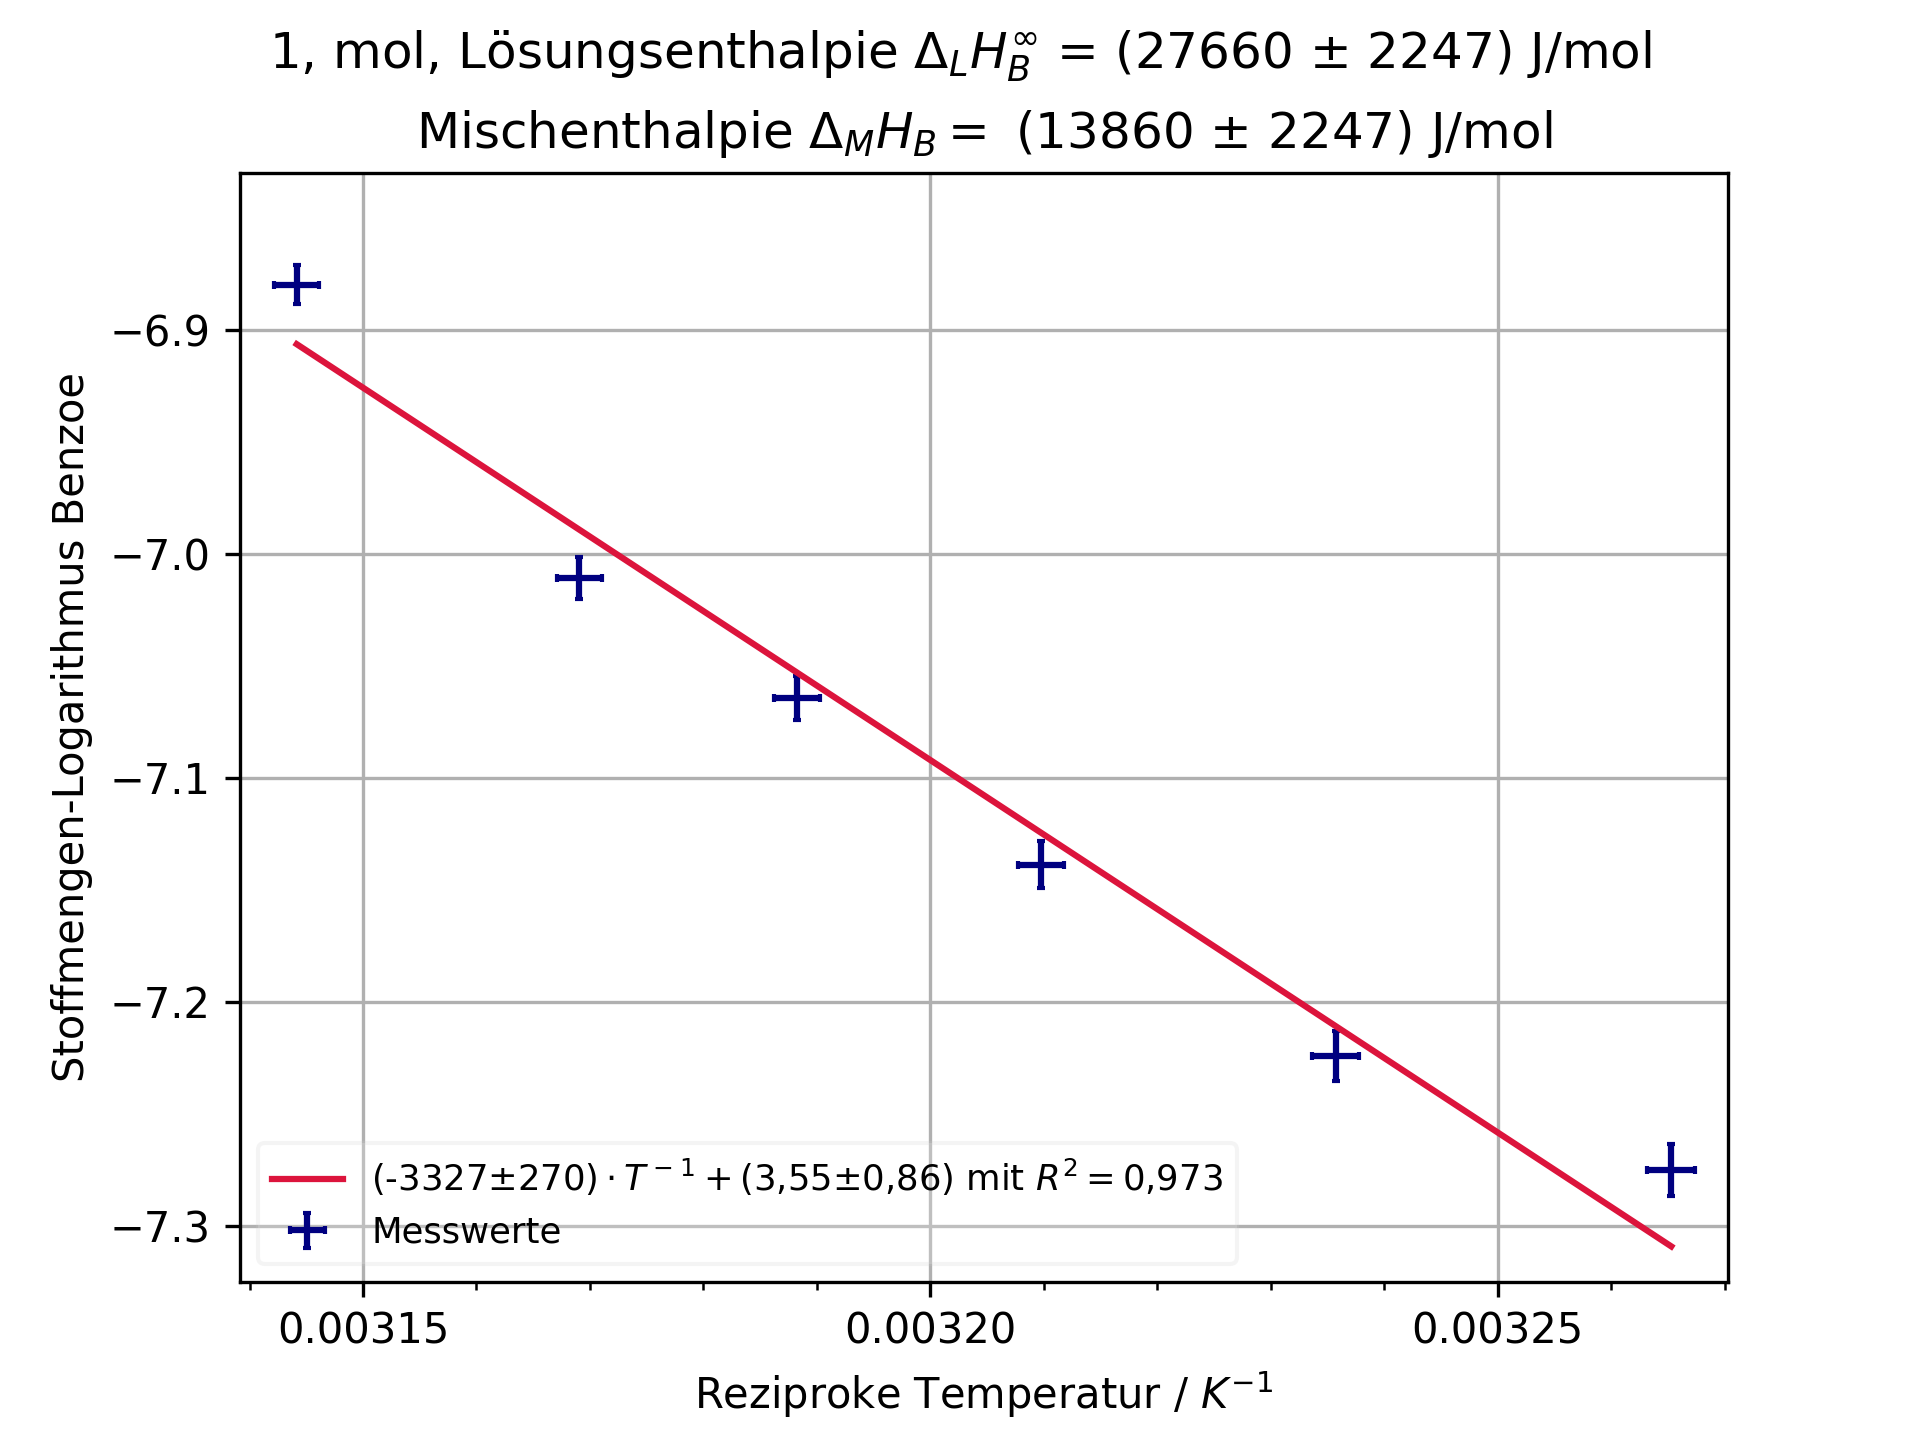 1, mol, Lösungsenthalpie Δ_L H_B^∞ = (27660 ± 2247) J/mol
Mischenthalpie Δ_M H_B = (13860 ± 2247) J/mol
Stoffmengen-Logarithmus Benzoe
−6.9
−7.0
−7.1
−7.2
−7.3
(-3327±270) · T⁻¹ + (3,55±0,86) mit R² = 0,973
Messwerte
0.00315 0.00320 0.00325
Reziproke Temperatur / K⁻¹